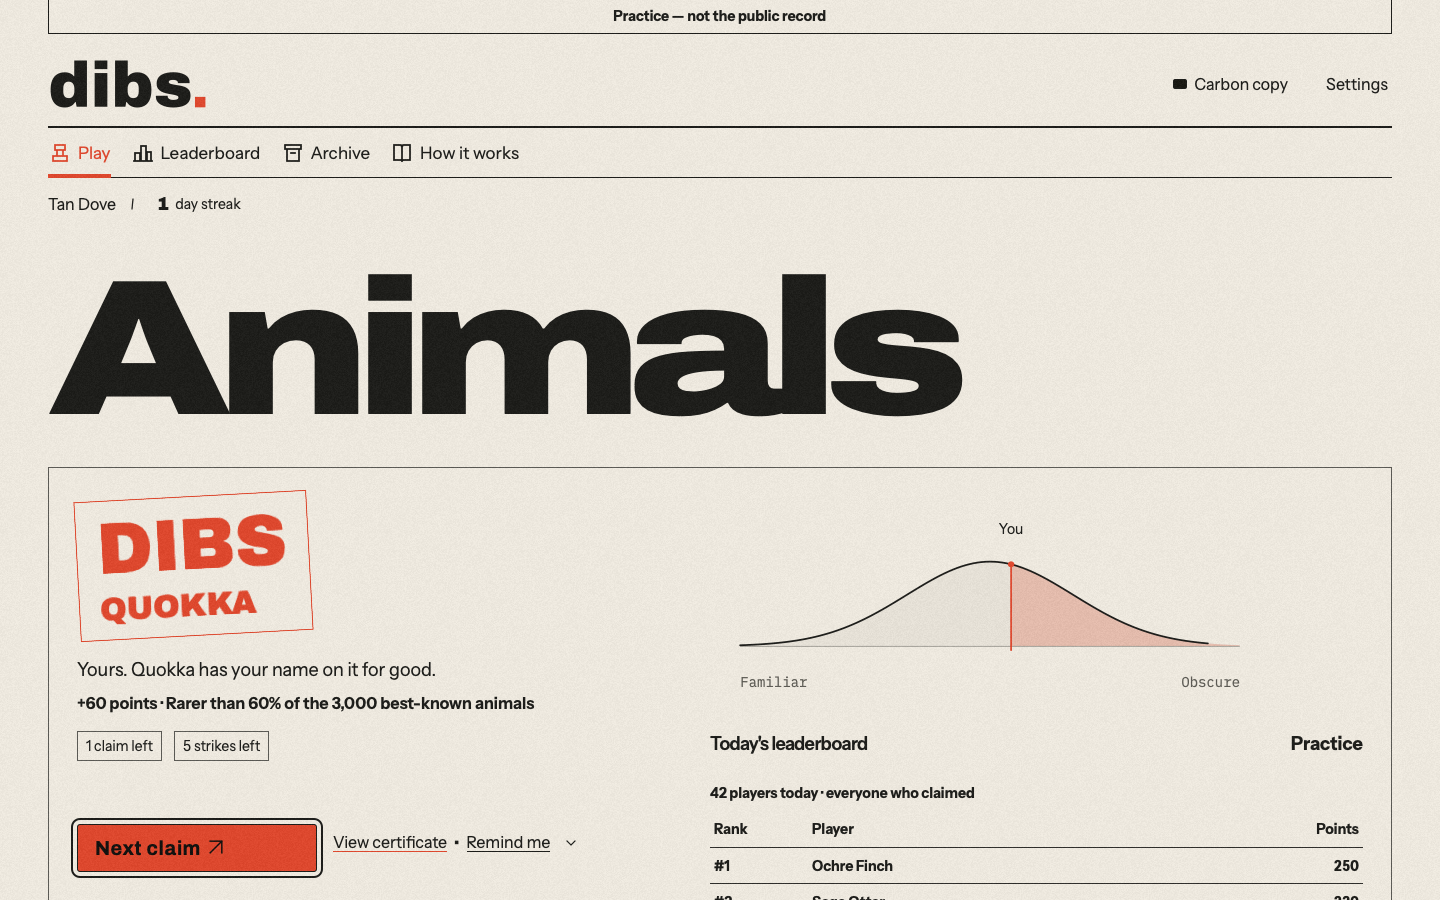 Practice — not the public record
dibs.
Carbon copy
Settings
Play
Leaderboard
Archive
How it works
Tan Dove / 1 day streak
Animals
DIBS
QUOKKA
Yours. Quokka has your name on it for good.
+60 points · Rarer than 60% of the 3,000 best-known animals
1 claim left
5 strikes left
Next claim
View certificate • Remind me
You
Familiar
Obscure
Today's leaderboard
Practice
42 players today · everyone who claimed
Rank Player Points
#1 Ochre Finch 250